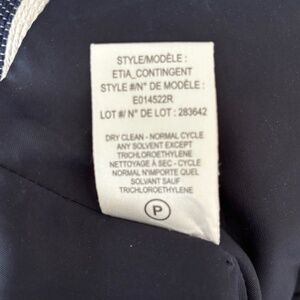 STYLE/MODÈLE :
ETIA_CONTINGENT
STYLE #/N° DE MODÈLE :
E014522R
LOT #/ N° DE LOT : 283642
DRY CLEAN - NORMAL CYCLE
ANY SOLVENT EXCEPT
TRICHLOROETHYLENE
NETTOYAGE À SEC - CYCLE
NORMAL N'IMPORTE QUEL
SOLVANT SAUF
TRICHLOROETHYLENE
P